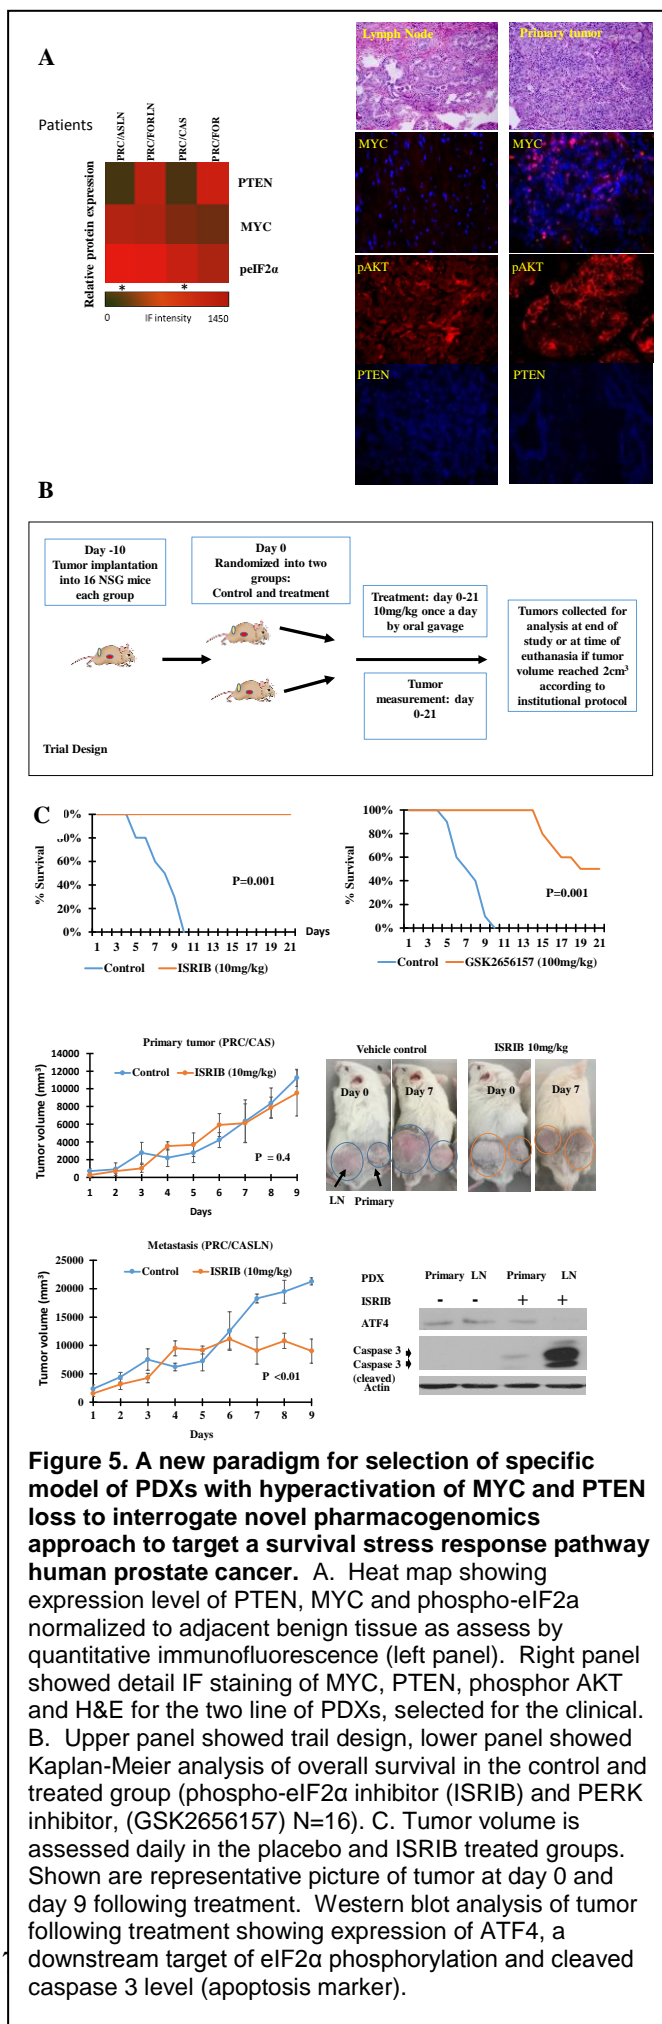 A
Patients
PRC/ASLN
PRC/FORLN
PRC/CAS
PRC/FOR
Relative protein expression
PTEN
MYC
peIF2α
* *
0 IF intensity 1450
Lymph Node Primary tumor
MYC MYC
pAKT pAKT
PTEN PTEN
B
Day -10
Tumor implantation
into 16 NSG mice
each group
Day 0
Randomized into two
groups:
Control and treatment
Treatment: day 0-21
10mg/kg once a day
by oral gavage
Tumor
measurement: day
0-21
Tumors collected for
analysis at end of
study or at time of
euthanasia if tumor
volume reached 2cm³
according to
institutional protocol
Trial Design
C
% Survival
0%
0%
60%
40%
20%
0%
P=0.001
1 3 5 7 9 11 13 15 17 19 21 Days
Control ISRIB (10mg/kg)
% Survival
100%
80%
60%
40%
20%
0%
P=0.001
1 3 5 7 9 11 13 15 17 19 21
Control GSK2656157 (100mg/kg)
Primary tumor (PRC/CAS)
Tumor volume (mm³)
14000
12000
10000
8000
6000
4000
2000
0
Control ISRIB (10mg/kg)
P = 0.4
1 2 3 4 5 6 7 8 9
Days
Vehicle control ISRIB 10mg/kg
Day 0 Day 7 Day 0 Day 7
LN Primary
Metastasis (PRC/CASLN)
Tumor volume (mm³)
25000
20000
15000
10000
5000
0
Control ISRIB (10mg/kg)
P <0.01
1 2 3 4 5 6 7 8 9
Days
PDX Primary LN Primary LN
ISRIB - - + +
ATF4
Caspase 3
Caspase 3
(cleaved)
Actin
Figure 5. A new paradigm for selection of specific
model of PDXs with hyperactivation of MYC and PTEN
loss to interrogate novel pharmacogenomics
approach to target a survival stress response pathway
human prostate cancer. A. Heat map showing
expression level of PTEN, MYC and phospho-eIF2a
normalized to adjacent benign tissue as assess by
quantitative immunofluorescence (left panel). Right panel
showed detail IF staining of MYC, PTEN, phosphor AKT
and H&E for the two line of PDXs, selected for the clinical.
B. Upper panel showed trail design, lower panel showed
Kaplan-Meier analysis of overall survival in the control and
treated group (phospho-eIF2α inhibitor (ISRIB) and PERK
inhibitor, (GSK2656157) N=16). C. Tumor volume is
assessed daily in the placebo and ISRIB treated groups.
Shown are representative picture of tumor at day 0 and
day 9 following treatment. Western blot analysis of tumor
following treatment showing expression of ATF4, a
downstream target of eIF2α phosphorylation and cleaved
caspase 3 level (apoptosis marker).